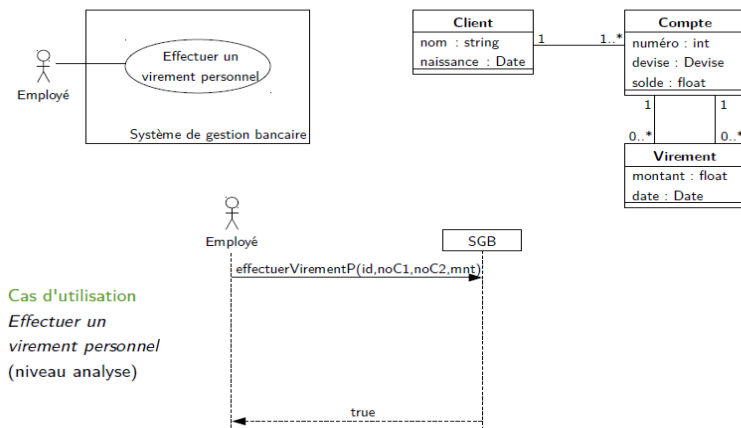 Effectuer un
virement personnel
Employé
Système de gestion bancaire
Client
nom : string
naissance : Date
1
1..*
Compte
numéro : int
devise : Devise
solde : float
1
1
0..*
0..*
Virement
montant : float
date : Date
Employé
SGB
effectuerVirementP(id,noC1,noC2,mnt)
Cas d'utilisation
Effectuer un
virement personnel
(niveau analyse)
true